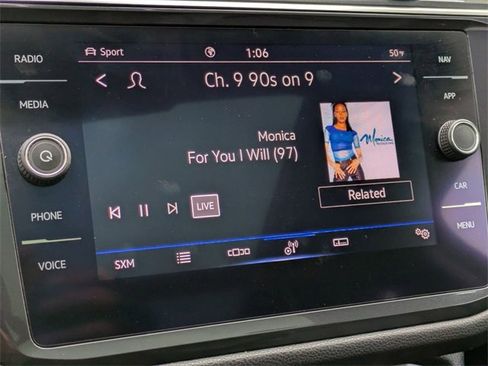 RADIO
MEDIA
PHONE
VOICE
Sport
1:06
50°F
Ch. 9 90s on 9
Monica
For You I Will (97)
Monica
Related
LIVE
SXM
NAV
APP
CAR
MENU